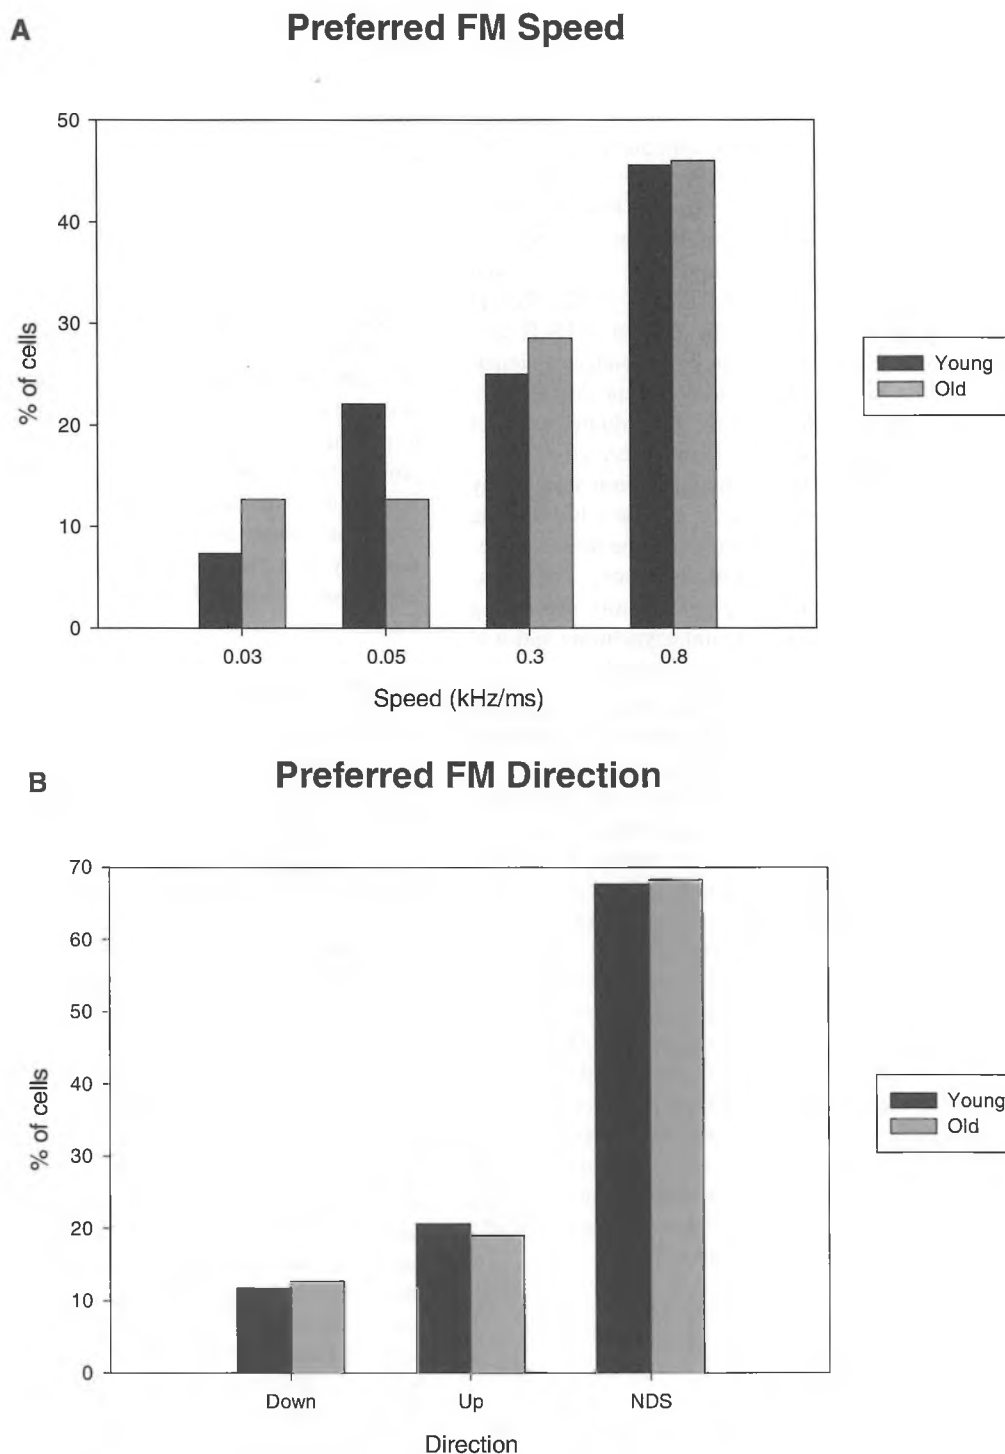 A
Preferred FM Speed
50
40
30
20
10
0
% of cells
0.03 0.05 0.3 0.8
Speed (kHz/ms)
Young
Old
B
Preferred FM Direction
70
60
50
40
30
20
10
0
% of cells
Down Up NDS
Direction
Young
Old